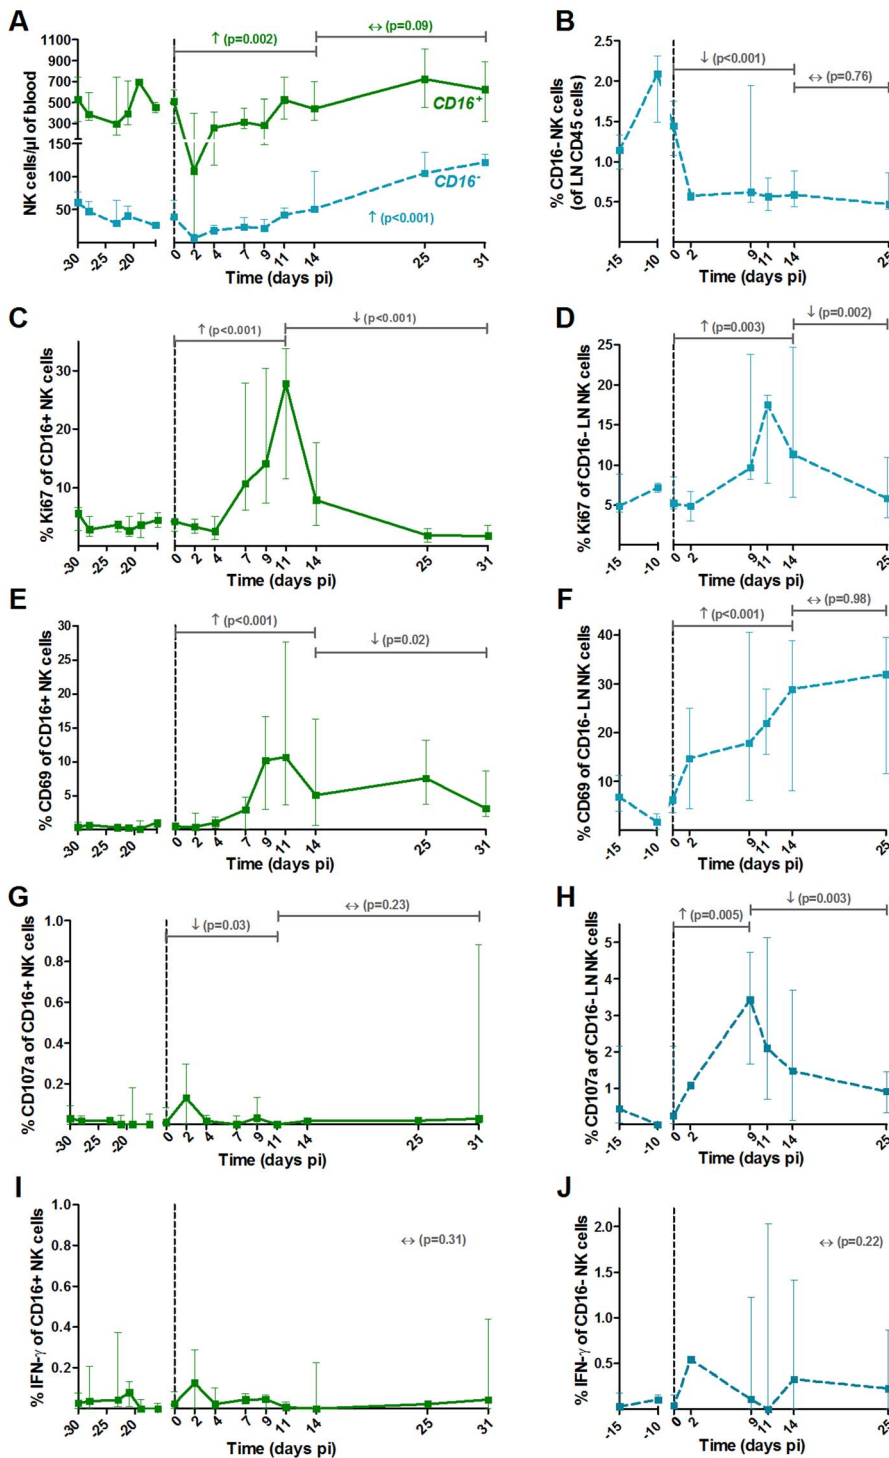 A
↑ (p=0.002)
↔ (p=0.09)
NK cells/µl of blood
1100
900
700
500
300
150
100
50
CD16+
CD16-
↑ (p<0.001)
-30
-25
-20
0
2
4
7
9
11
14
25
31
Time (days pi)
B
↓ (p<0.001)
↔ (p=0.76)
% CD16- NK cells
(of LN CD45 cells)
2.5
2.0
1.5
1.0
0.5
-15
-10
0
2
9
11
14
25
Time (days pi)
C
↑ (p<0.001)
↓ (p<0.001)
% Ki67 of CD16+ NK cells
30
20
10
-30
-25
-20
0
2
4
7
9
11
14
25
31
Time (days pi)
D
↑ (p=0.003)
↓ (p=0.002)
% Ki67 of CD16- LN NK cells
25
20
15
10
5
-15
-10
0
2
9
11
14
25
Time (days pi)
E
↑ (p<0.001)
↓ (p=0.02)
% CD69 of CD16+ NK cells
30
25
20
15
10
5
-30
-25
-20
0
2
4
7
9
11
14
25
31
Time (days pi)
F
↑ (p<0.001)
↔ (p=0.98)
% CD69 of CD16- LN NK cells
40
30
20
10
-15
-10
0
2
9
11
14
25
Time (days pi)
G
↓ (p=0.03)
↔ (p=0.23)
% CD107a of CD16+ NK cells
1.0
0.8
0.6
0.4
0.2
-30
-25
-20
0
2
4
7
9
11
14
25
31
Time (days pi)
H
↑ (p=0.005)
↓ (p=0.003)
% CD107a of CD16- LN NK cells
5
4
3
2
1
-15
-10
0
2
9
11
14
25
Time (days pi)
I
↔ (p=0.31)
% IFN-γ of CD16+ NK cells
1.0
0.8
0.6
0.4
0.2
-30
-25
-20
0
2
4
7
9
11
14
25
31
Time (days pi)
J
↔ (p=0.22)
% IFN-γ of CD16- NK cells
2.0
1.5
1.0
0.5
-15
-10
0
2
9
11
14
25
Time (days pi)